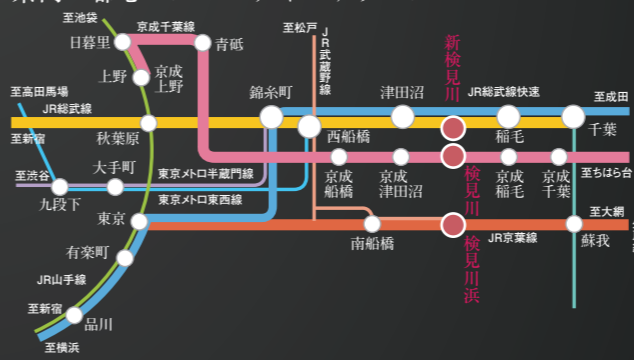 至池袋
京成千葉線
日暮里
青砥
上野
京成
上野
至松戸
JR武蔵野線
新検見川
至高田馬場
JR総武線
錦糸町
津田沼
JR総武線快速
至成田
至新宿
秋葉原
西船橋
稲毛
千葉
大手町
至渋谷
東京メトロ半蔵門線
京成
船橋
京成
津田沼
検見川
京成
稲毛
京成
千葉
至ちはら台
九段下
東京メトロ東西線
東京
至大網
有楽町
南船橋
JR京葉線
蘇我
検見川浜
JR山手線
至新宿
品川
至横浜